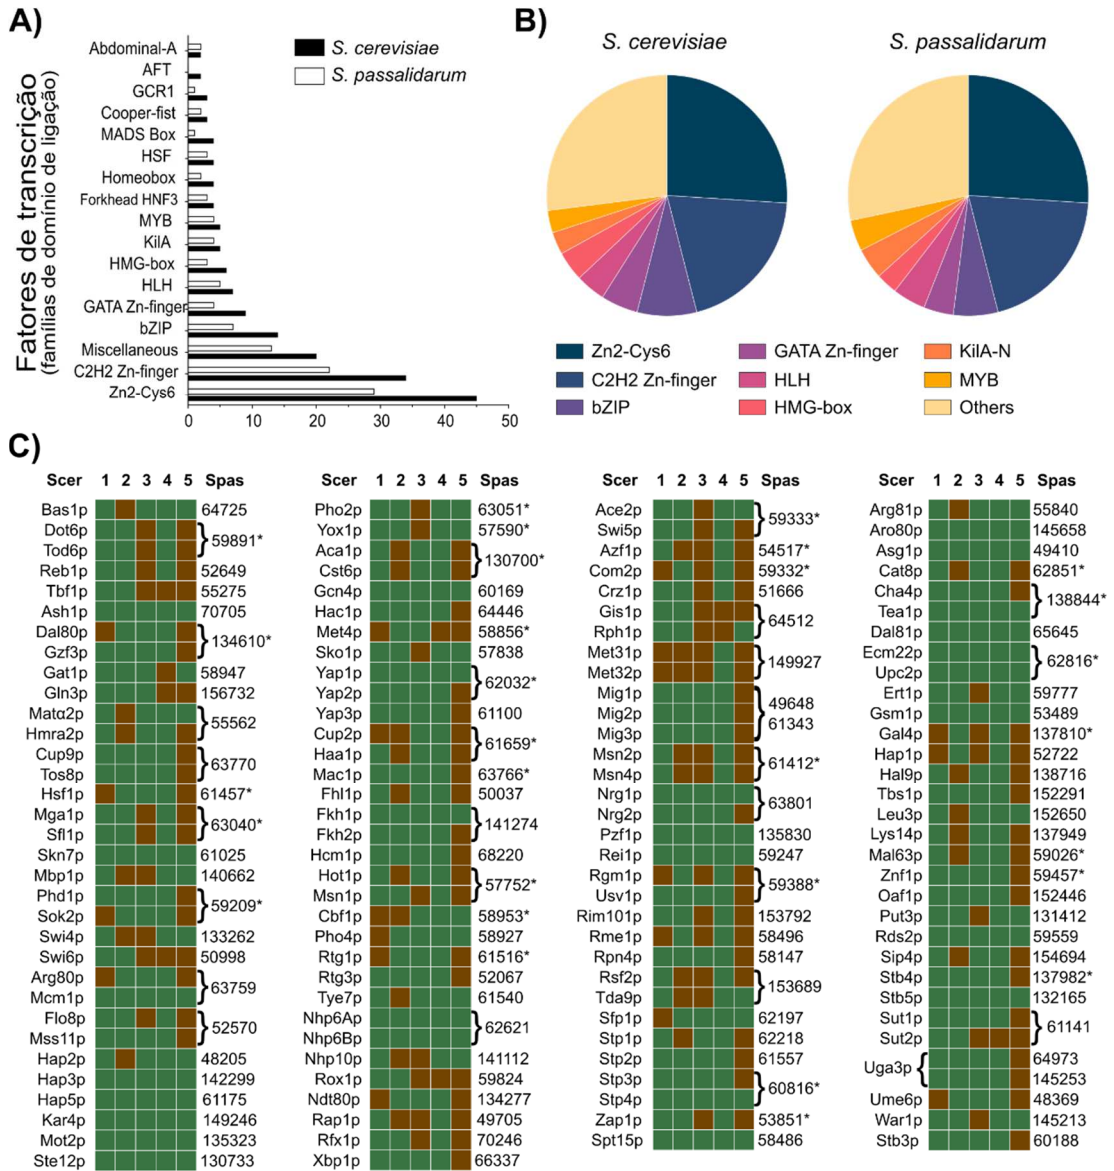 A)
Fatores de transcrição
(famílias de domínio de ligação)
Abdominal-A
AFT
GCR1
Cooper-fist
MADS Box
HSF
Homeobox
Forkhead HNF3
MYB
KilA
HMG-box
HLH
GATA Zn-finger
bZIP
Miscellaneous
C2H2 Zn-finger
Zn2-Cys6
0 10 20 30 40 50
S. cerevisiae
S. passalidarum
B)
S. cerevisiae S. passalidarum
Zn2-Cys6 GATA Zn-finger KilA-N
C2H2 Zn-finger HLH MYB
bZIP HMG-box Others
C)
Scer 1 2 3 4 5 Spas
Bas1p 64725
Dot6p
59891*
Tod6p
Reb1p 52649
Tbf1p 55275
Ash1p 70705
Dal80p
134610*
Gzf3p
Gat1p 58947
Gln3p 156732
Matα2p
55562
Hmra2p
Cup9p
63770
Tos8p
Hsf1p 61457*
Mga1p
63040*
Sfl1p
Skn7p 61025
Mbp1p 140662
Phd1p
59209*
Sok2p
Swi4p 133262
Swi6p 50998
Arg80p
63759
Mcm1p
Flo8p
52570
Mss11p
Hap2p 48205
Hap3p 142299
Hap5p 61175
Kar4p 149246
Mot2p 135323
Ste12p 130733
Scer 1 2 3 4 5 Spas
Pho2p 63051*
Yox1p 57590*
Aca1p
130700*
Cst6p
Gcn4p 60169
Hac1p 64446
Met4p 58856*
Sko1p 57838
Yap1p
62032*
Yap2p
Yap3p 61100
Cup2p
61659*
Haa1p
Mac1p 63766*
Fhl1p 50037
Fkh1p
141274
Fkh2p
Hcm1p 68220
Hot1p
57752*
Msn1p
Cbf1p 58953*
Pho4p 58927
Rtg1p 61516*
Rtg3p 52067
Tye7p 61540
Nhp6Ap
62621
Nhp6Bp
Nhp10p 141112
Rox1p 59824
Ndt80p 134277
Rap1p 49705
Rfx1p 70246
Xbp1p 66337
Scer 1 2 3 4 5 Spas
Ace2p
59333*
Swi5p
Azf1p 54517*
Com2p 59332*
Crz1p 51666
Gis1p
64512
Rph1p
Met31p
149927
Met32p
Mig1p
49648
Mig2p
61343
Mig3p
Msn2p
61412*
Msn4p
Nrg1p
63801
Nrg2p
Pzf1p 135830
Rei1p 59247
Rgm1p
59388*
Usv1p
Rim101p 153792
Rme1p 58496
Rpn4p 58147
Rsf2p
153689
Tda9p
Sfp1p 62197
Stp1p 62218
Stp2p 61557
Stp3p
60816*
Stp4p
Zap1p 53851*
Spt15p 58486
Scer 1 2 3 4 5 Spas
Arg81p 55840
Aro80p 145658
Asg1p 49410
Cat8p 62851*
Cha4p
138844*
Tea1p
Dal81p 65645
Ecm22p
62816*
Upc2p
Ert1p 59777
Gsm1p 53489
Gal4p 137810*
Hap1p 52722
Hal9p 138716
Tbs1p 152291
Leu3p 152650
Lys14p 137949
Mal63p 59026*
Znf1p 59457*
Oaf1p 152446
Put3p 131412
Rds2p 59559
Sip4p 154694
Stb4p 137982*
Stb5p 132165
Sut1p
61141
Sut2p
64973
Uga3p
145253
Ume6p 48369
War1p 145213
Stb3p 60188